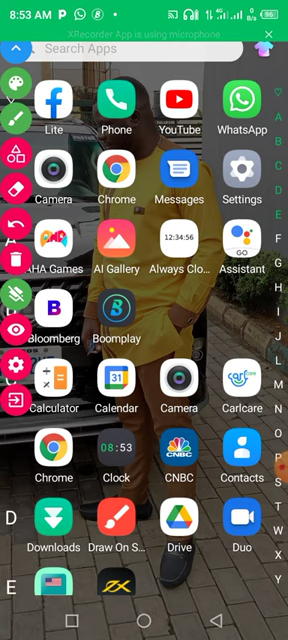 8:53 AM
XRecorder App is using microphone
Search Apps
Lite
Phone
YouTube
WhatsApp
Camera
Chrome
Messages
Settings
AHA Games
AI Gallery
Always Clo...
Assistant
12:34:56
GO
Bloomberg
Boomplay
Calculator
Calendar
Camera
Carlcare
31
Chrome
Clock
CNBC
Contacts
08:53
CNBC
D
Downloads
Draw On S...
Drive
Duo
E
A
B
C
D
E
F
G
H
I
J
L
M
N
O
P
S
T
W
X
Y